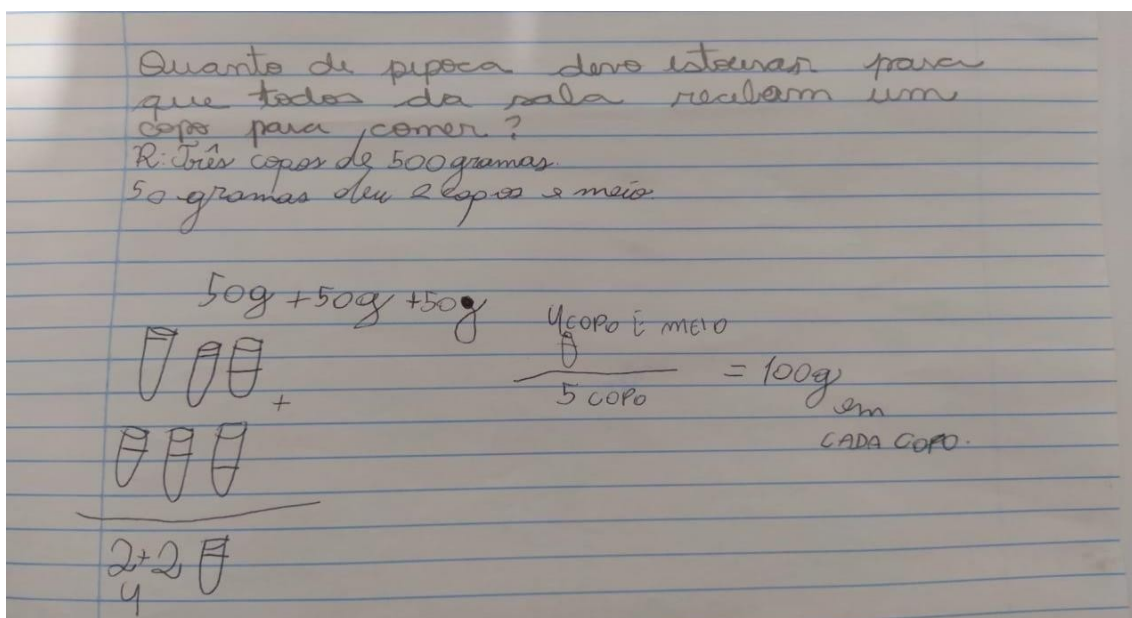 Quanto de pipoca devo estourar para
que todos da sala recebam um
copo para comer?
R: Três copos de 500 gramas.
50 gramas deu 2 copos e meio.
50g + 50g + 50g
4 COPO E MEIO
5 COPO
= 100g
em
CADA COPO.
+
2+2
4